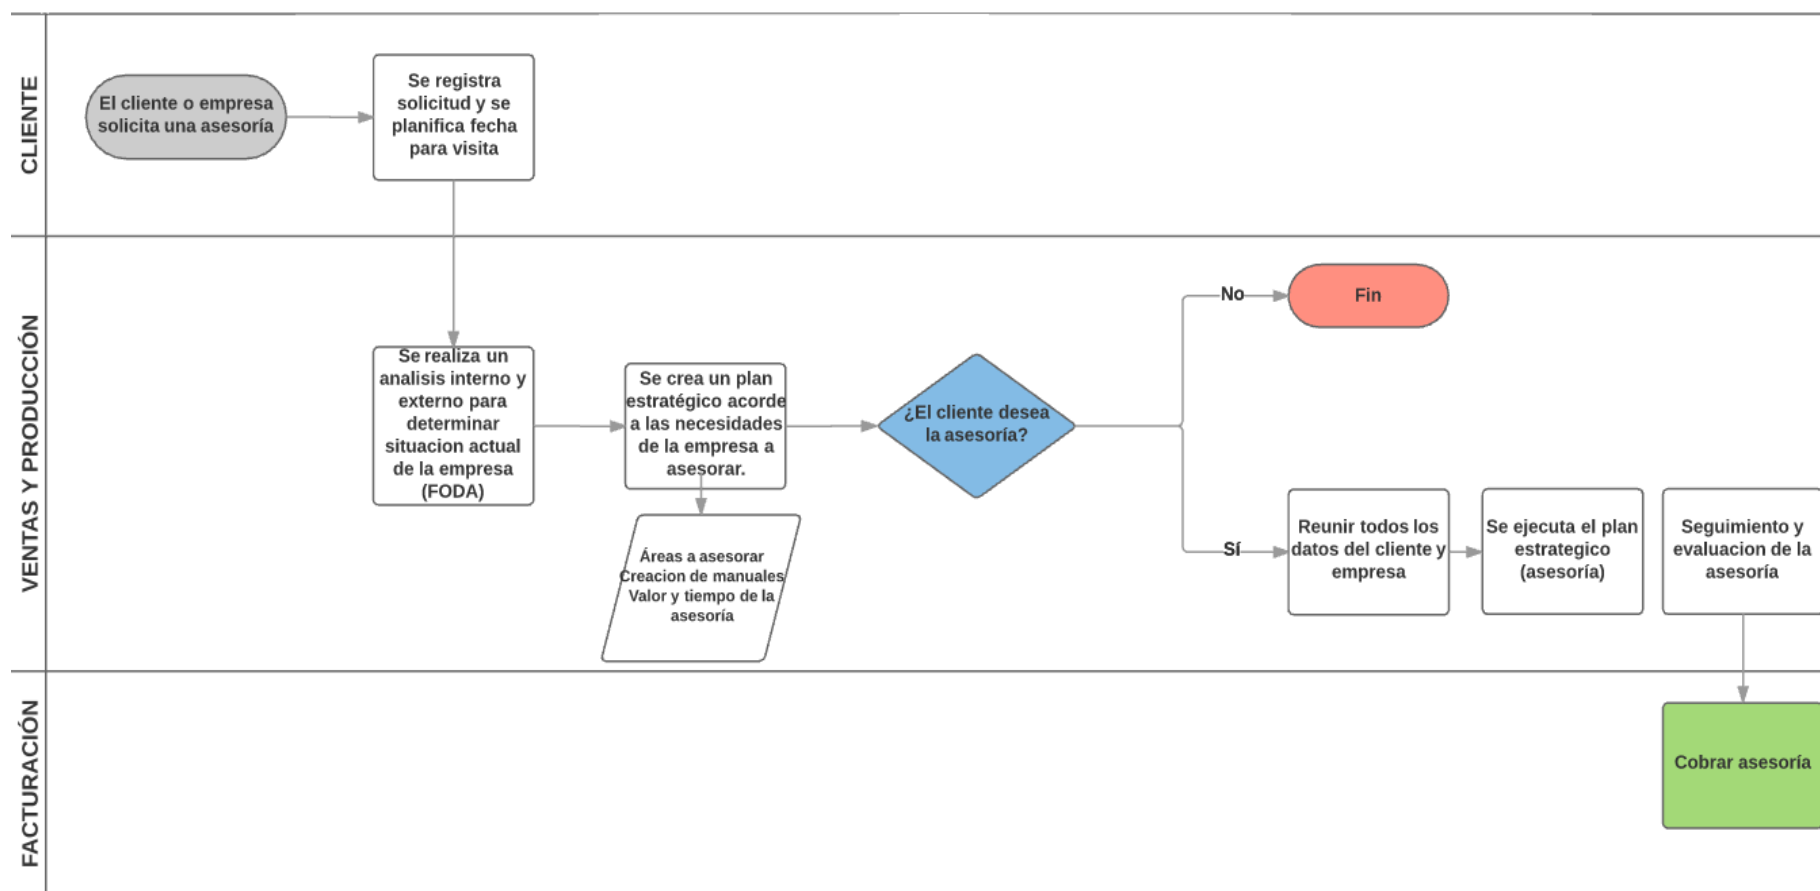 CLIENTE
El cliente o empresa
solicita una asesoría
Se registra
solicitud y se
planifica fecha
para visita
VENTAS Y PRODUCCIÓN
Se realiza un
analisis interno y
externo para
determinar
situacion actual
de la empresa
(FODA)
Se crea un plan
estratégico acorde
a las necesidades
de la empresa a
asesorar.
Áreas a asesorar
Creacion de manuales
Valor y tiempo de la
asesoría
¿El cliente desea
la asesoría?
No
Fin
Sí
Reunir todos los
datos del cliente y
empresa
Se ejecuta el plan
estrategico
(asesoría)
Seguimiento y
evaluacion de la
asesoría
FACTURACIÓN
Cobrar asesoría